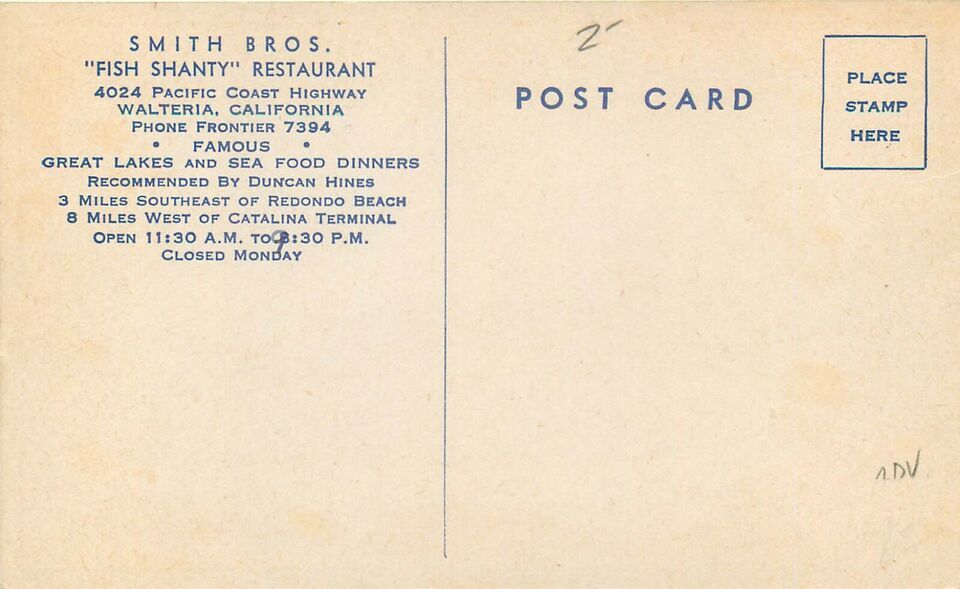 SMITH BROS.
"FISH SHANTY" RESTAURANT
4024 PACIFIC COAST HIGHWAY
WALTERIA, CALIFORNIA
PHONE FRONTIER 7394
• FAMOUS •
GREAT LAKES AND SEA FOOD DINNERS
RECOMMENDED BY DUNCAN HINES
3 MILES SOUTHEAST OF REDONDO BEACH
8 MILES WEST OF CATALINA TERMINAL
OPEN 11:30 A.M. TO 9:30 P.M.
CLOSED MONDAY
2-
POST CARD
PLACE
STAMP
HERE